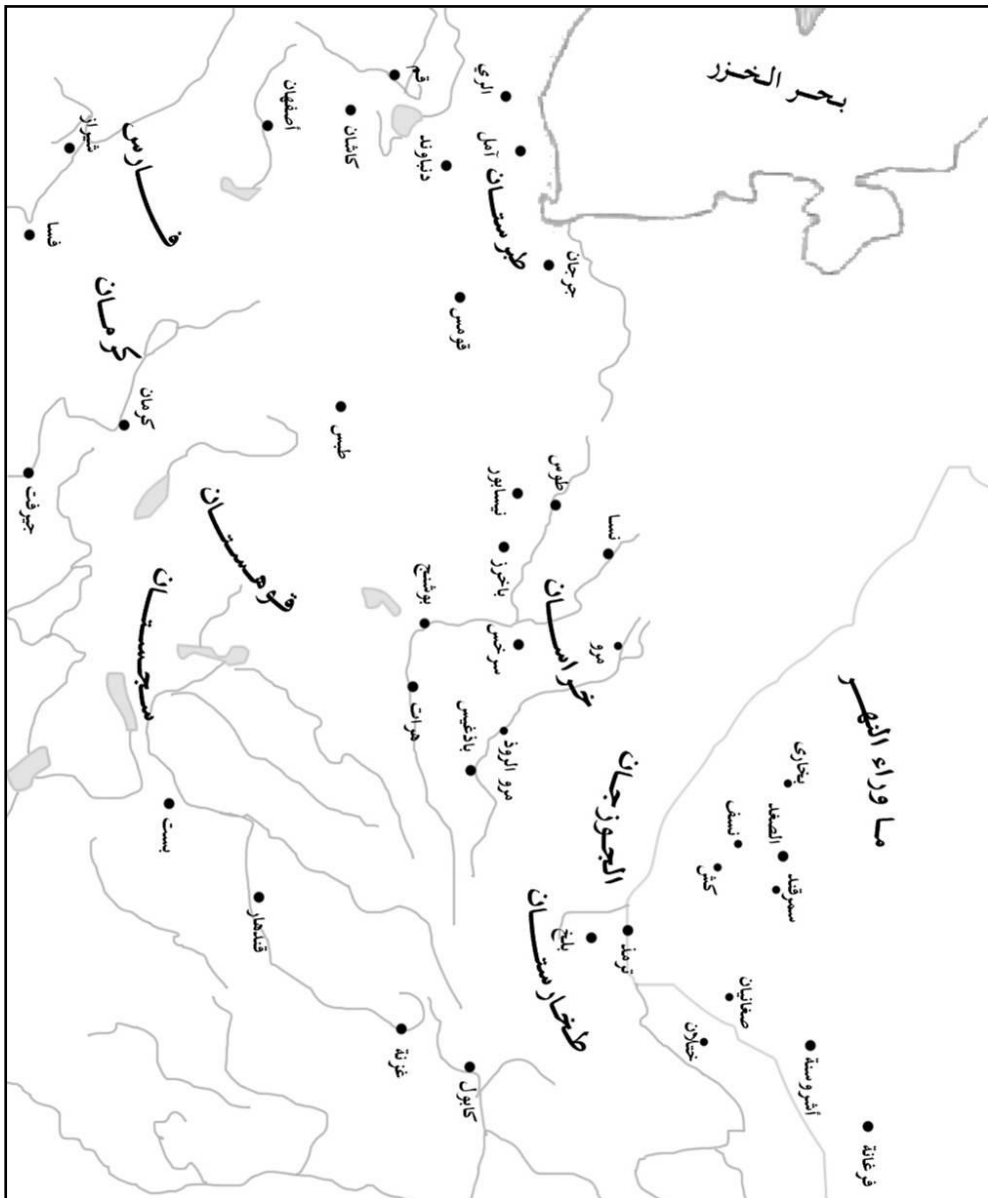 بحر الخزر
ما وراء النهر
فرغانة
أشروسنة
بخارى
الصغد
سمرقند
نسف
كش
صغانيان
ختلان
ترمذ
بلخ
الجوزجان
طخارستان
مرو
نسا
خراسان
طوس
نيسابور
باخرز
سرخس
مرو الروذ
باذغيس
بوشنج
هرات
جرجان
طبرستان
آمل
الري
دنباوند
قومس
قم
كاشان
أصفهان
طبس
قوهستان
فارس
شيراز
فسا
كرمان
كرمان
جيرفت
سجستان
بست
قندهار
غزنة
كابول